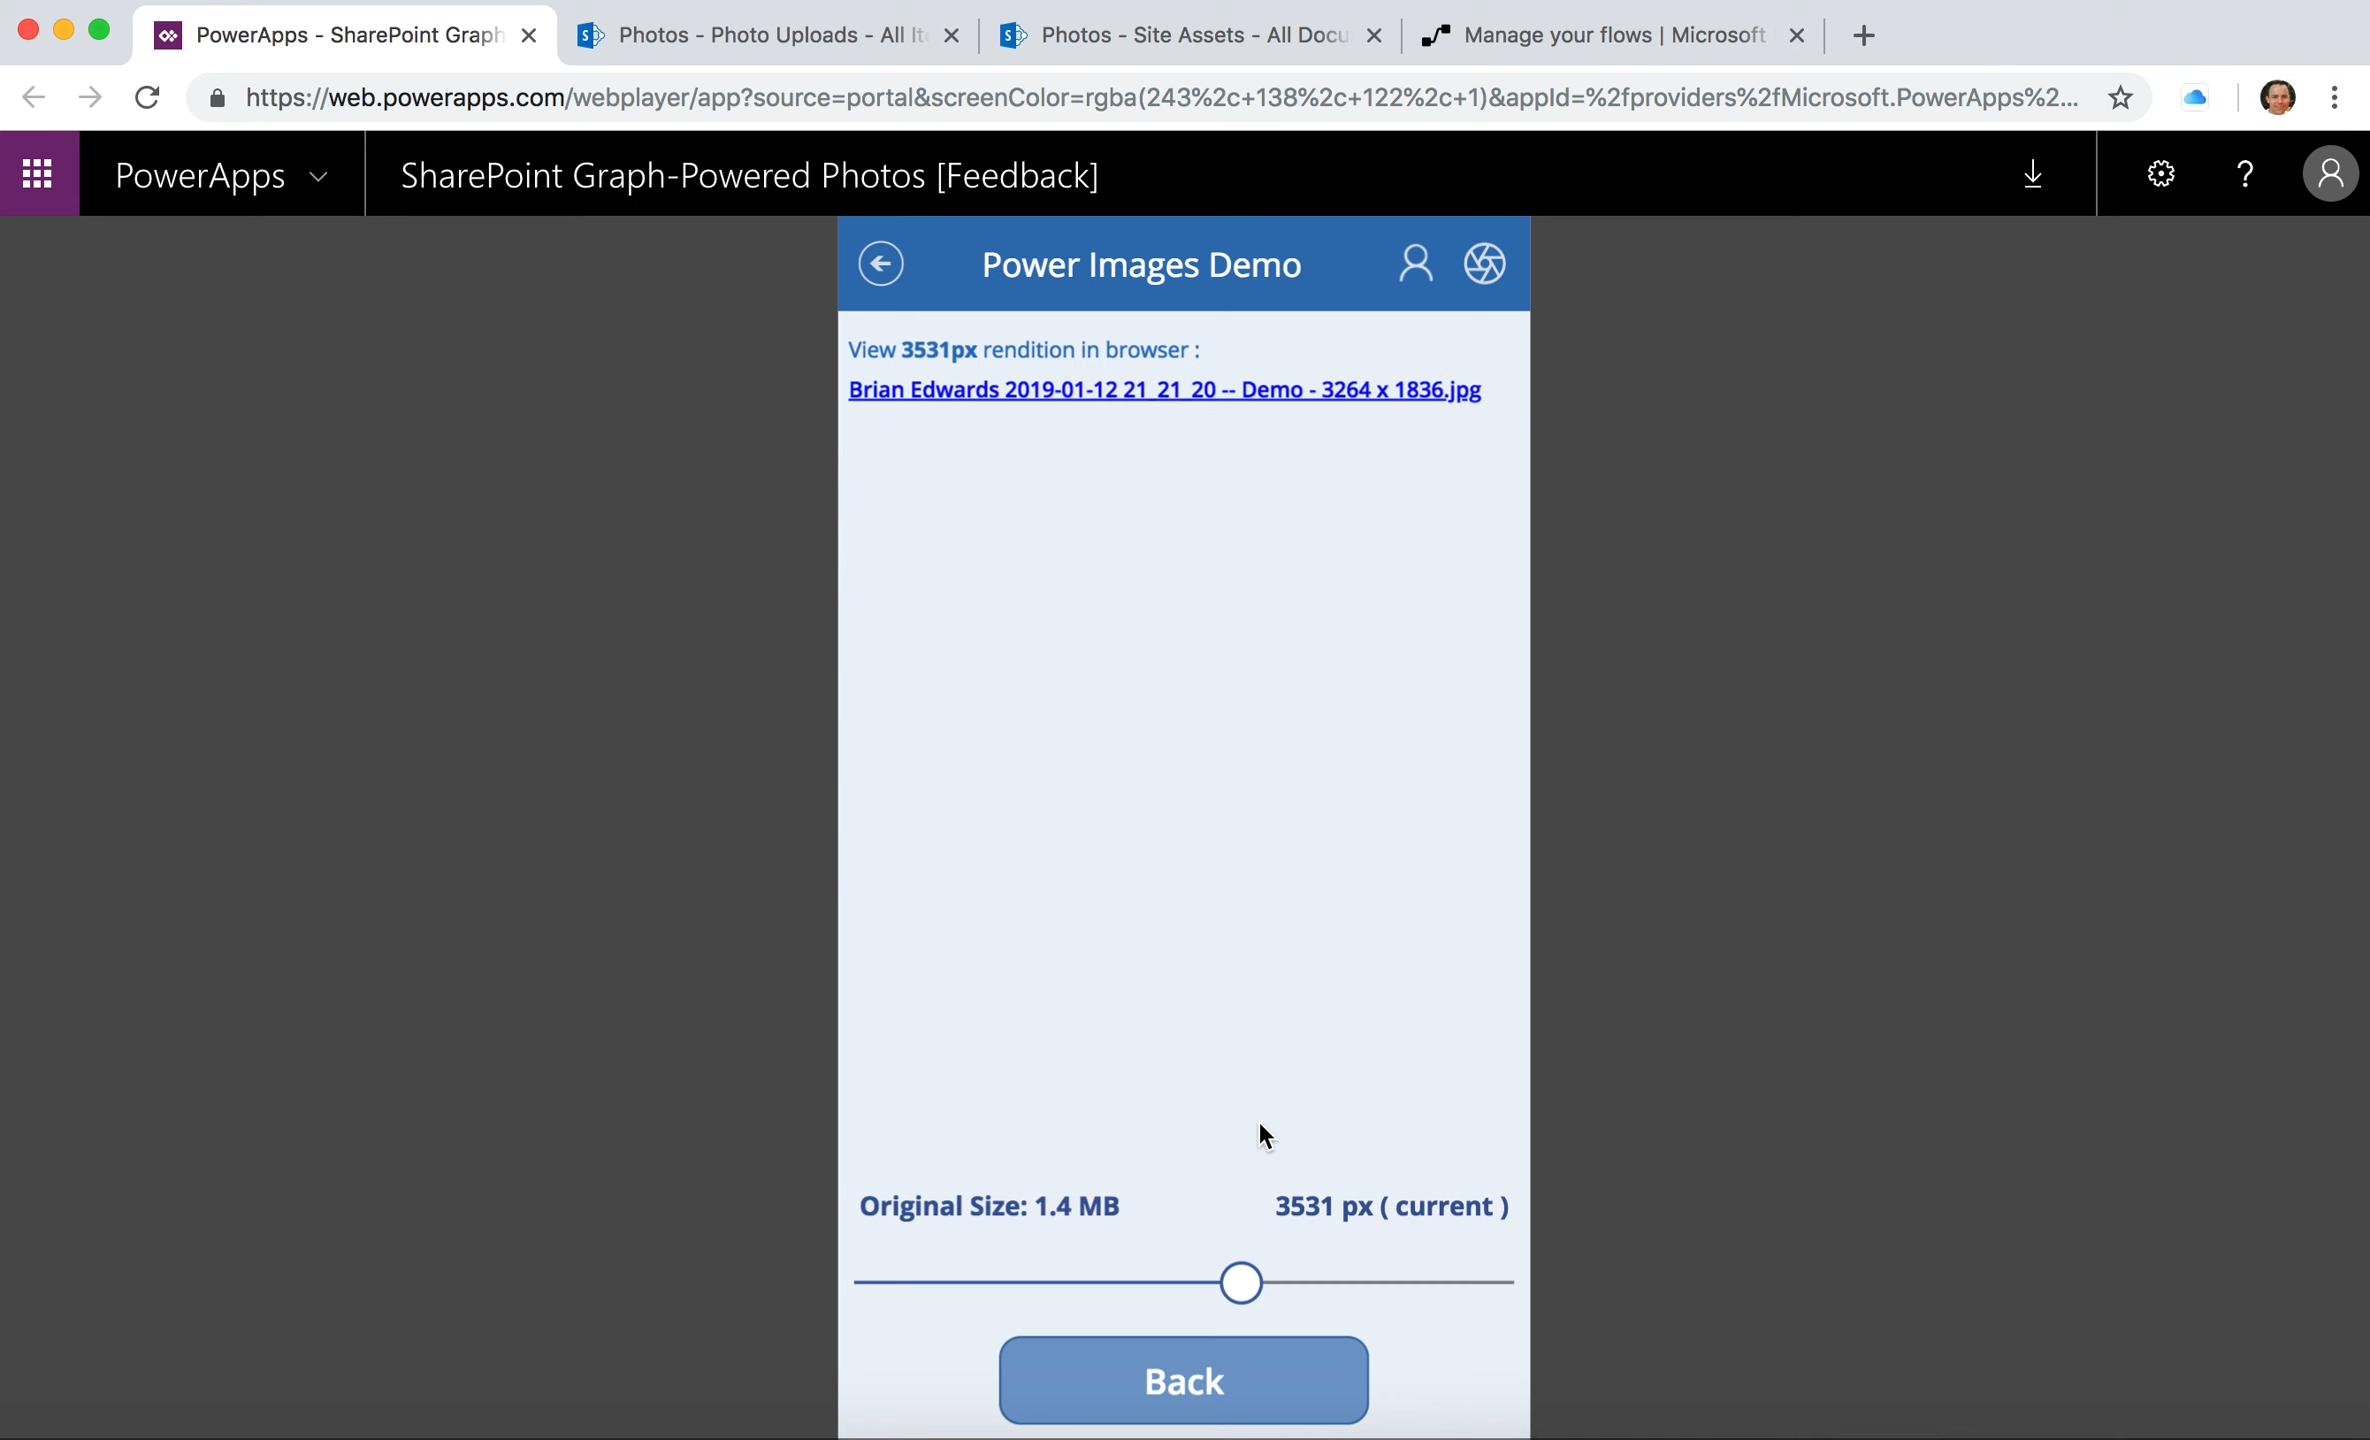 PowerApps - SharePoint Graph
Photos - Photo Uploads - All It
Photos - Site Assets - All Docu
Manage your flows | Microsoft
https://web.powerapps.com/webplayer/app?source=portal&screenColor=rgba(243%2c+138%2c+122%2c+1)&appId=%2fproviders%2fMicrosoft.PowerApps%2...
PowerApps
SharePoint Graph-Powered Photos [Feedback]
?
Power Images Demo
View 3531px rendition in browser :
Brian Edwards 2019-01-12 21_21_20 -- Demo - 3264 x 1836.jpg
Original Size: 1.4 MB
3531 px ( current )
Back